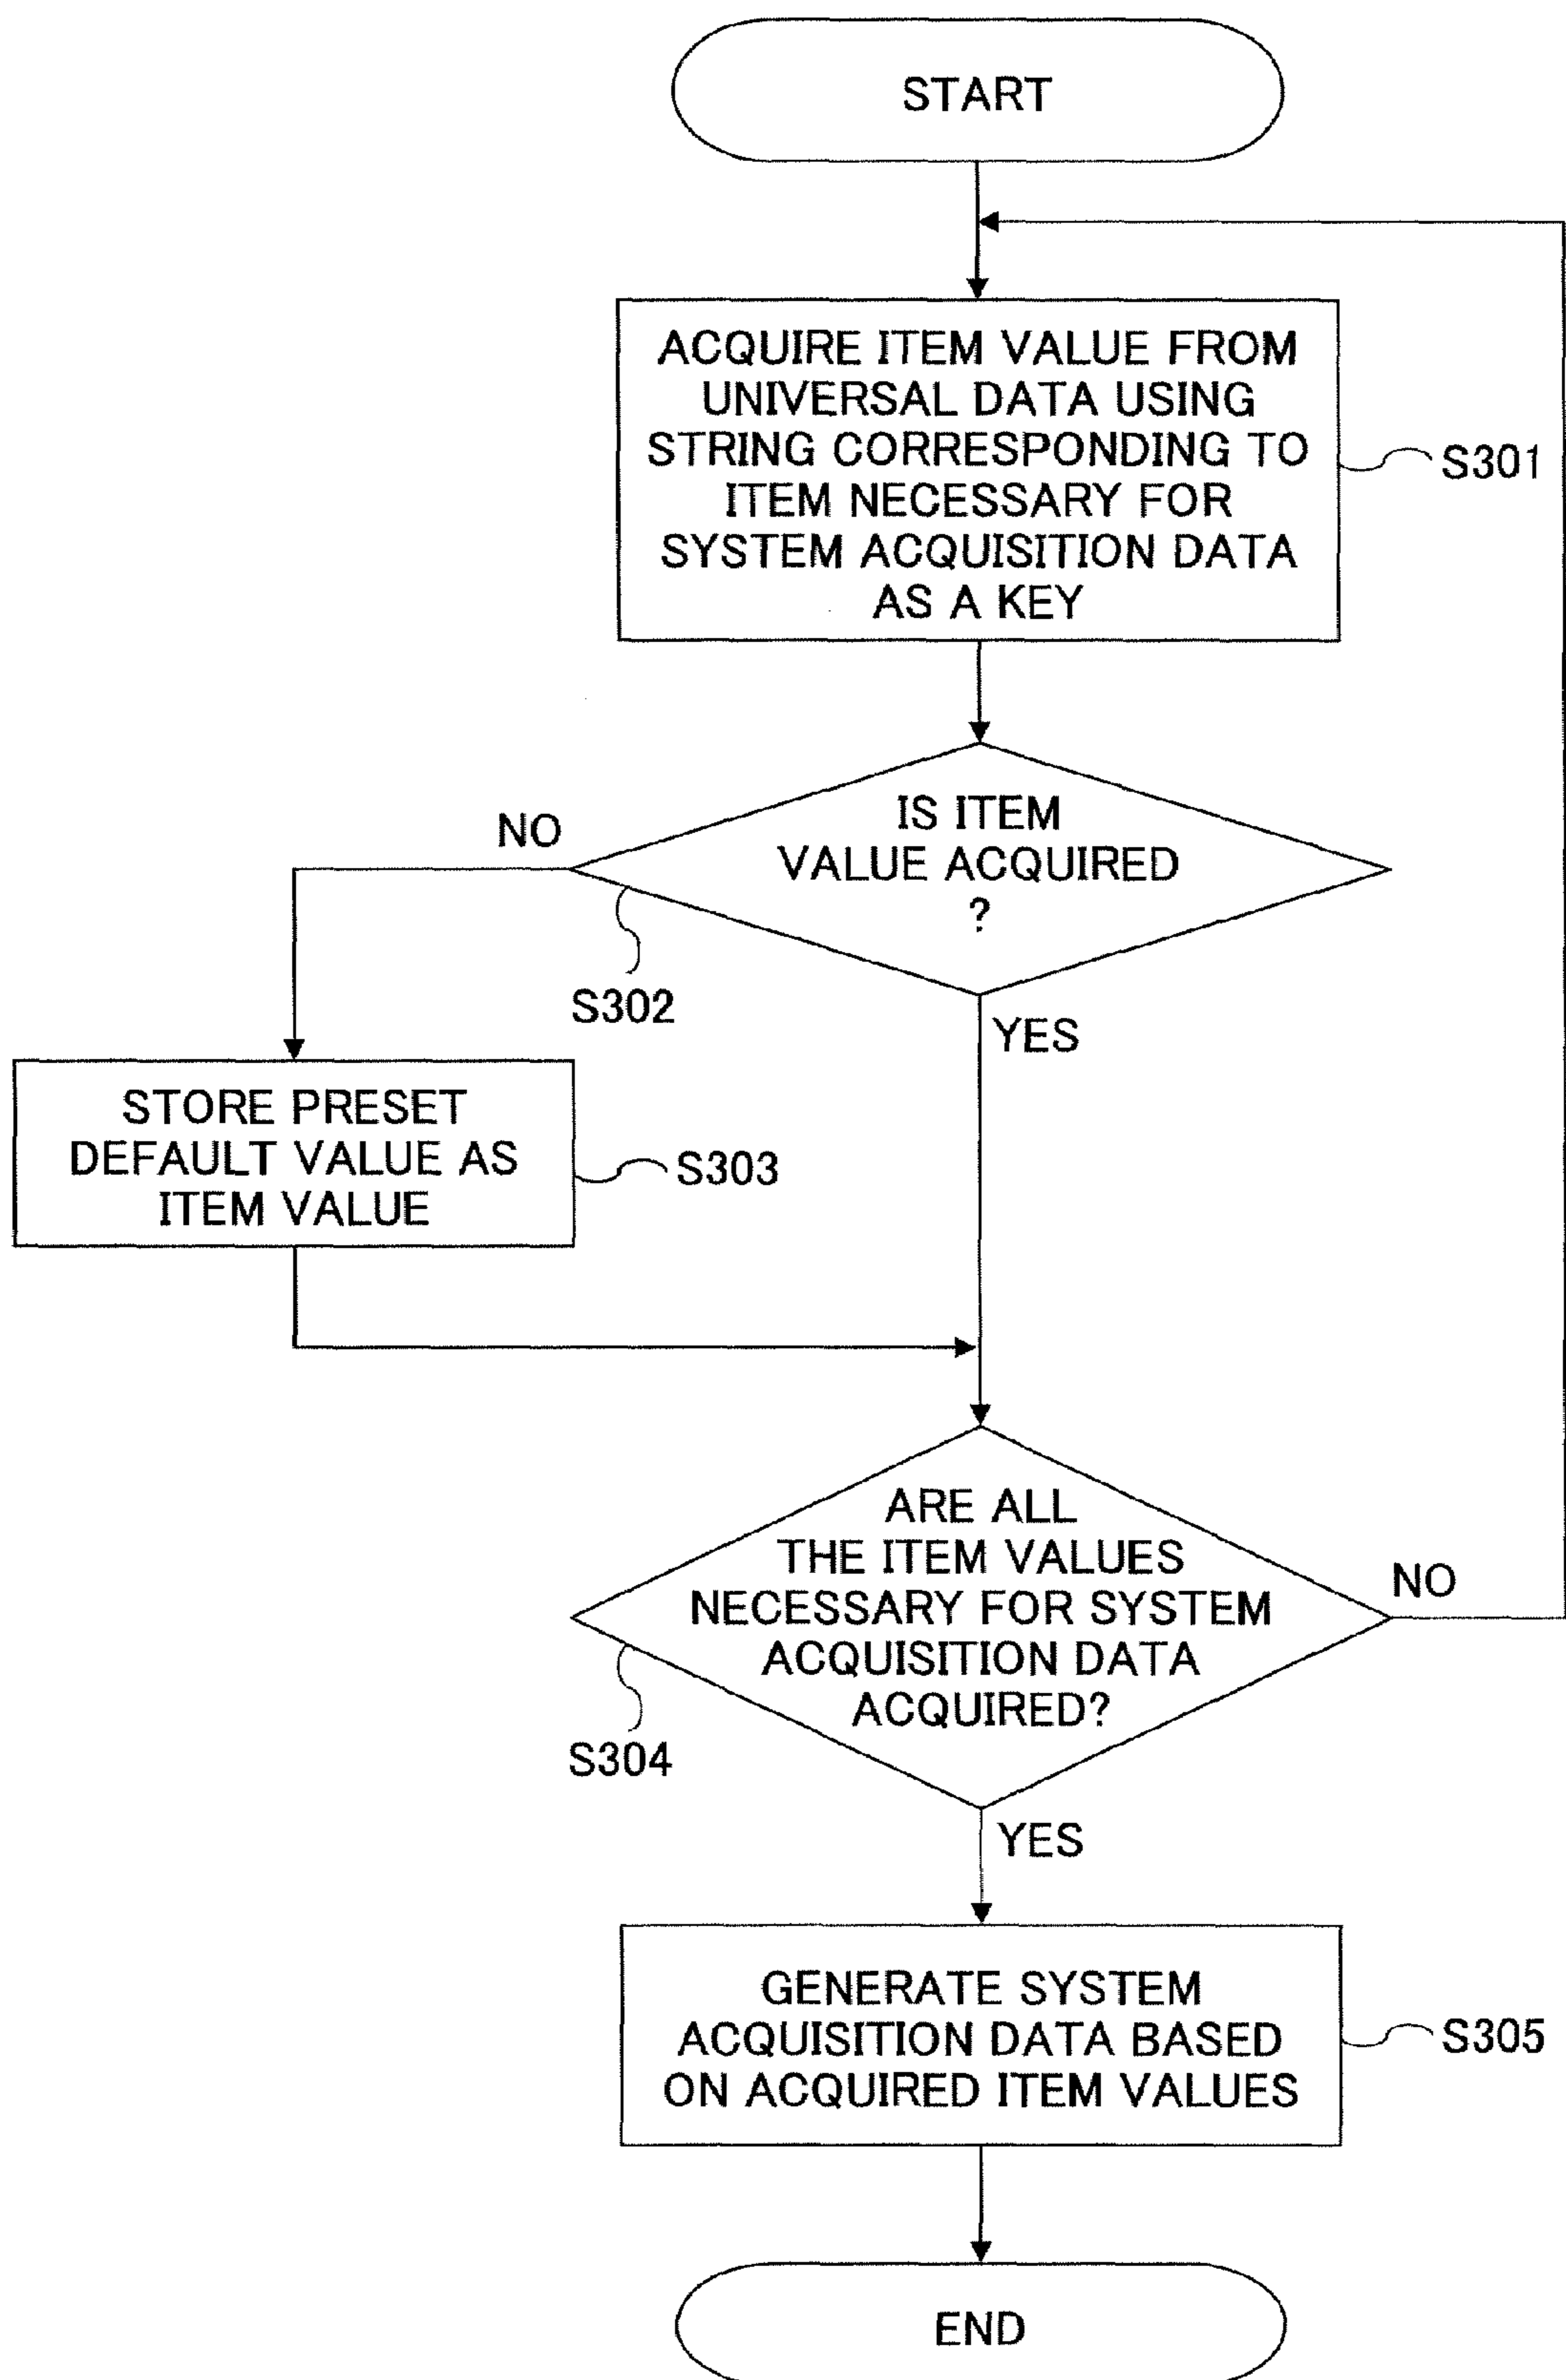 START
ACQUIRE ITEM VALUE FROM
UNIVERSAL DATA USING
STRING CORRESPONDING TO
ITEM NECESSARY FOR
SYSTEM ACQUISITION DATA
AS A KEY
S301
IS ITEM
VALUE ACQUIRED
?
NO
S302
YES
STORE PRESET
DEFAULT VALUE AS
ITEM VALUE
S303
ARE ALL
THE ITEM VALUES
NECESSARY FOR SYSTEM
ACQUISITION DATA
ACQUIRED?
NO
S304
YES
GENERATE SYSTEM
ACQUISITION DATA BASED
ON ACQUIRED ITEM VALUES
S305
END